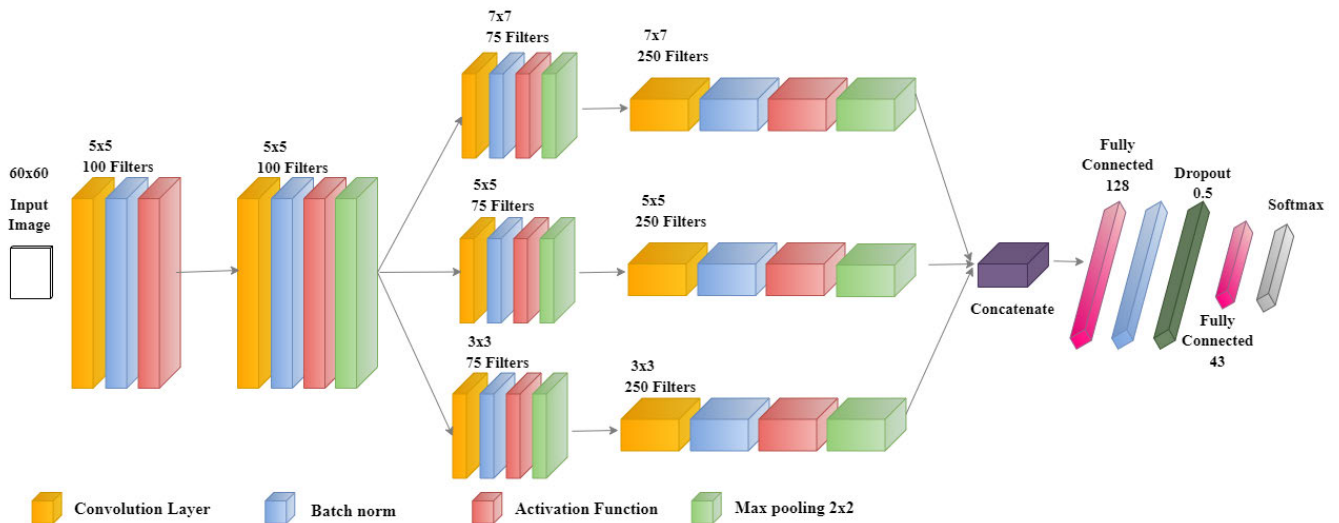 60x60
Input
Image
5x5
100 Filters
5x5
100 Filters
7x7
75 Filters
7x7
250 Filters
5x5
75 Filters
5x5
250 Filters
3x3
75 Filters
3x3
250 Filters
Concatenate
Fully
Connected
128
Dropout
0.5
Fully
Connected
43
Softmax
Convolution Layer
Batch norm
Activation Function
Max pooling 2x2